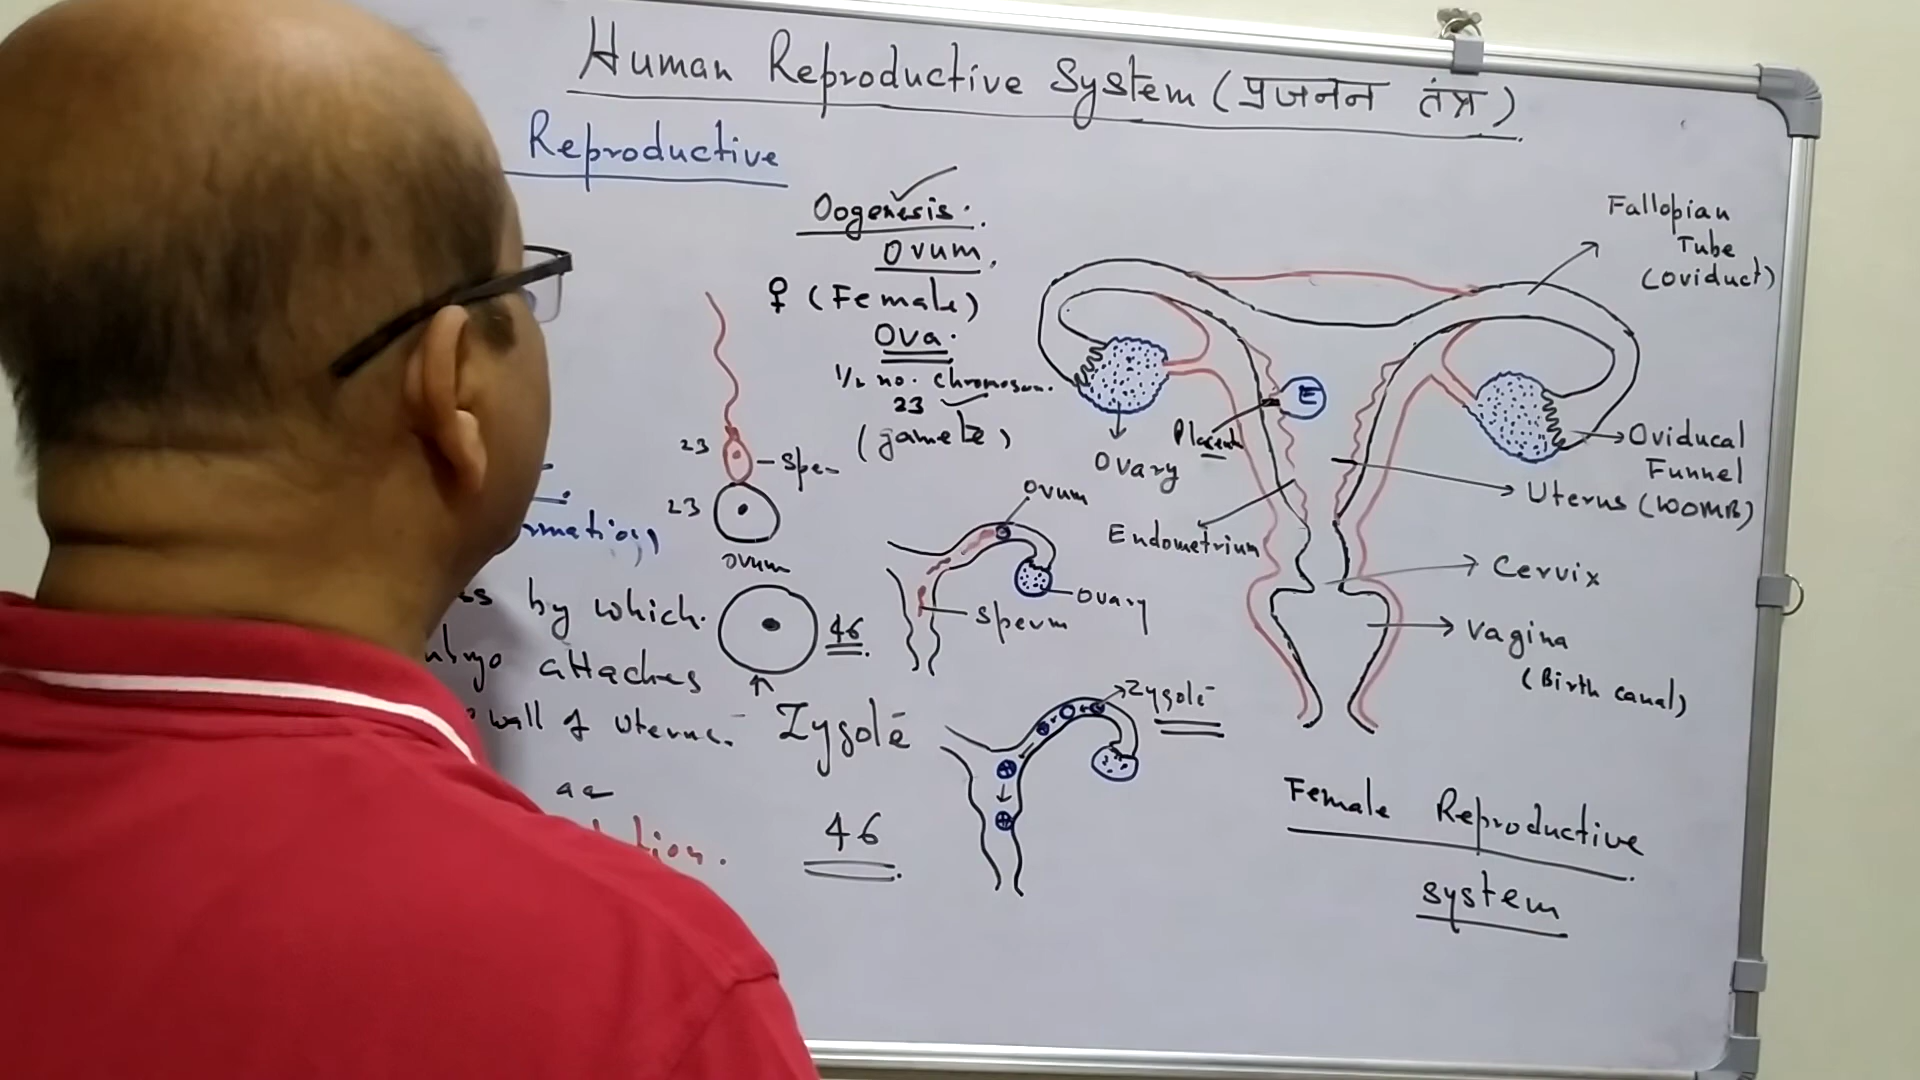 Human Reproductive System (प्रजनन तंत्र)
Reproductive
Oogenesis.
Ovum.
♀ (Female)
Ova.
1/2 no. chromosom.
23
(gamete)
23
Spe
23
ovum
46
Zygote
46
by which
attaches
wall of uterus.
Ovum
Ovary
Sperm
Zygote
Fallopian
Tube
(oviduct)
Ovary
Placenta
E
Endometrium
Oviducal
Funnel
Uterus (WOMB)
Cervix
Vagina
(Birth canal)
Female Reproductive
System